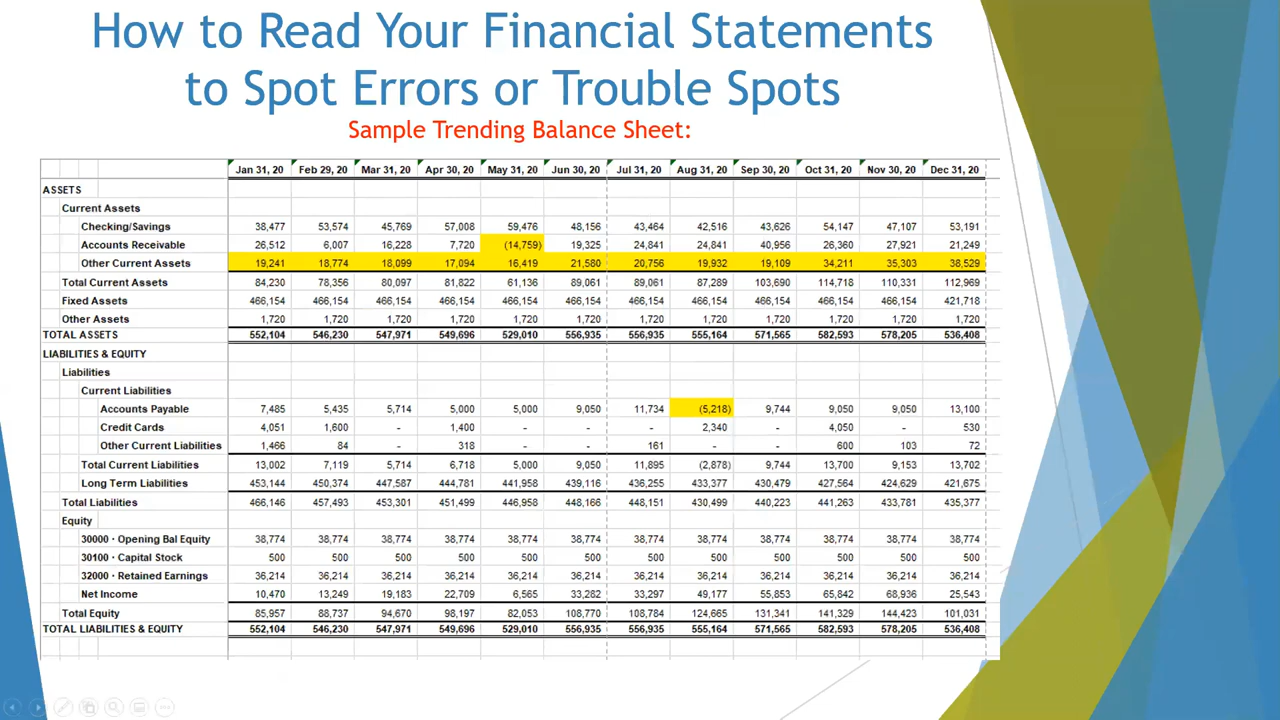 How to Read Your Financial Statements
to Spot Errors or Trouble Spots
Sample Trending Balance Sheet:
Jan 31, 20 Feb 29, 20 Mar 31, 20 Apr 30, 20 May 31, 20 Jun 30, 20 Jul 31, 20 Aug 31, 20 Sep 30, 20 Oct 31, 20 Nov 30, 20 Dec 31, 20
ASSETS
Current Assets
Checking/Savings 38,477 53,574 45,769 57,008 59,476 48,156 43,464 42,516 43,626 54,147 47,107 53,191
Accounts Receivable 26,512 6,007 16,228 7,720 (14,759) 19,325 24,841 24,841 40,956 26,360 27,921 21,249
Other Current Assets 19,241 18,774 18,099 17,094 16,419 21,580 20,756 19,932 19,109 34,211 35,303 38,529
Total Current Assets 84,230 78,356 80,097 81,822 61,136 89,061 89,061 87,289 103,690 114,718 110,331 112,969
Fixed Assets 466,154 466,154 466,154 466,154 466,154 466,154 466,154 466,154 466,154 466,154 466,154 421,718
Other Assets 1,720 1,720 1,720 1,720 1,720 1,720 1,720 1,720 1,720 1,720 1,720 1,720
TOTAL ASSETS 552,104 546,230 547,971 549,696 529,010 556,935 556,935 555,164 571,565 582,593 578,205 536,408
LIABILITIES & EQUITY
Liabilities
Current Liabilities
Accounts Payable 7,485 5,435 5,714 5,000 5,000 9,050 11,734 (5,218) 9,744 9,050 9,050 13,100
Credit Cards 4,051 1,600 - 1,400 - - - 2,340 - 4,050 - 530
Other Current Liabilities 1,466 84 - 318 - - 161 - - 600 103 72
Total Current Liabilities 13,002 7,119 5,714 6,718 5,000 9,050 11,895 (2,878) 9,744 13,700 9,153 13,702
Long Term Liabilities 453,144 450,374 447,587 444,781 441,958 439,116 436,255 433,377 430,479 427,564 424,629 421,675
Total Liabilities 466,146 457,493 453,301 451,499 446,958 448,166 448,151 430,499 440,223 441,263 433,781 435,377
Equity
30000 · Opening Bal Equity 38,774 38,774 38,774 38,774 38,774 38,774 38,774 38,774 38,774 38,774 38,774 38,774
30100 · Capital Stock 500 500 500 500 500 500 500 500 500 500 500 500
32000 · Retained Earnings 36,214 36,214 36,214 36,214 36,214 36,214 36,214 36,214 36,214 36,214 36,214 36,214
Net Income 10,470 13,249 19,183 22,709 6,565 33,282 33,297 49,177 55,853 65,842 68,936 25,543
Total Equity 85,957 88,737 94,670 98,197 82,053 108,770 108,784 124,665 131,341 141,329 144,423 101,031
TOTAL LIABILITIES & EQUITY 552,104 546,230 547,971 549,696 529,010 556,935 556,935 555,164 571,565 582,593 578,205 536,408